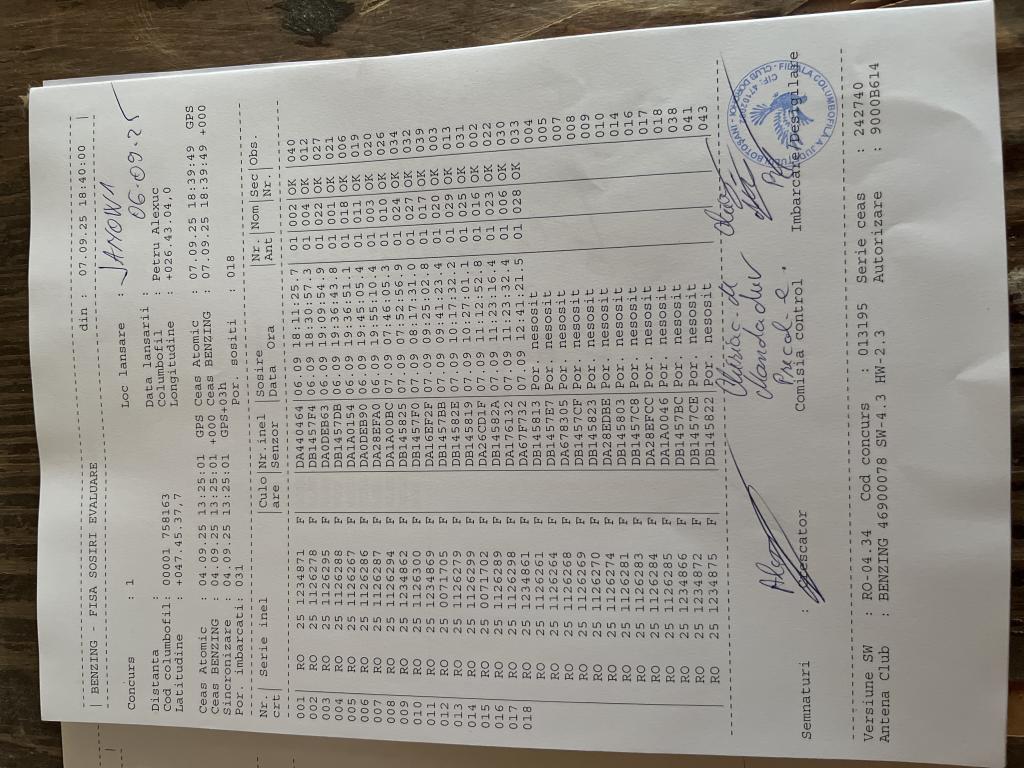 | BENZING - FISA SOSIRI EVALUARE din : 07.09.25 18:40:00 |
Concurs : 1 Loc lansare : JANOW1
Distanta : Data lansarii : 06-09-25
Cod columbofil: 00001 758163 Columbofil : Petru Alexuc
Latitudine : +047.45.37,7 Longitudine : +026.43.04,0
Ceas Atomic : 04.09.25 13:25:01 GPS Ceas Atomic : 07.09.25 18:39:49 GPS
Ceas BENZING : 04.09.25 13:25:01 +000 Ceas BENZING : 07.09.25 18:39:49 +000
Sincronizare : 04.09.25 13:25:01 GPS+031
Por. imbarcati: 031 Por. sositi : 018
Nr.| Serie inel |Culo|Nr.inel |Sosire |Nr. |Nom|Sec|Obs.
crt| |are |Senzor |Data Ora |Ant | |Nr.|
001| RO 25 1234871 F |DA440464|06.09 18:11:25.7 01|002|OK |040
002| RO 25 1126278 F |DB1457F4|06.09 18:30:57.3 01|004|OK |012
003| RO 25 1126295 F |DA0DEB63|06.09 19:09:54.9 01|022|OK |027
004| RO 25 1126288 F |DB1457DB|06.09 19:36:43.8 01|001|OK |021
005| RO 25 1126267 F |DA1A0154|06.09 19:36:51.1 01|018|OK |006
006| RO 25 1126286 F |DA0DEB90|06.09 19:45:05.4 01|011|OK |019
007| RO 25 1126287 F |DA28EFA0|06.09 19:55:10.4 01|003|OK |020
008| RO 25 1126294 F |DA1A00BC|07.09 07:46:05.3 01|010|OK |026
009| RO 25 1234862 F |DB145825|07.09 07:52:56.9 01|024|OK |034
010| RO 25 1126300 F |DB1457F0|07.09 08:17:31.0 01|027|OK |032
011| RO 25 1234869 F |DA16EF2F|07.09 09:25:02.8 01|017|OK |039
012| RO 25 0071705 F |DB1457BB|07.09 09:41:23.4 01|020|OK |003
013| RO 25 1126279 F |DB14582E|07.09 10:17:32.2 01|029|OK |013
014| RO 25 1126299 F |DB145819|07.09 10:27:01.1 01|025|OK |031
015| RO 25 0071702 F |DA26CD1F|07.09 11:12:52.8 01|016|OK |002
016| RO 25 1126289 F |DB14582A|07.09 11:23:16.4 01|023|OK |022
017| RO 25 1126298 F |DA176132|07.09 11:23:32.4 01|006|OK |030
018| RO 25 1234861 F |DA67F732|07.09 12:41:21.5 01|028|OK |033
RO 25 1126261 F |DB145813|Por. nesosit |004
RO 25 1126264 F |DB1457E7|Por. nesosit |005
RO 25 1126268 F |DA678305|Por. nesosit |007
RO 25 1126269 F |DB1457CF|Por. nesosit |008
RO 25 1126270 F |DB145823|Por. nesosit |009
RO 25 1126274 F |DA28EDBE|Por. nesosit |010
RO 25 1126281 F |DB145803|Por. nesosit |014
RO 25 1126283 F |DB1457C8|Por. nesosit |016
RO 25 1126284 F |DA28EFCC|Por. nesosit |017
RO 25 1126285 F |DA1A0046|Por. nesosit |018
RO 25 1234866 F |DB1457BC|Por. nesosit |038
RO 25 1234872 F |DB1457CE|Por. nesosit |041
RO 25 1234875 F |DB145822|Por. nesosit |043
Semnaturi : Crescator Comisia control Imbarcare/Desigilare
Versiune SW : RO-04.34 Cod concurs : 013195 Serie ceas : 242740
Antena Club : BENZING 46900078 SW-4.3 HW-2.3 Autorizare : 9000B614